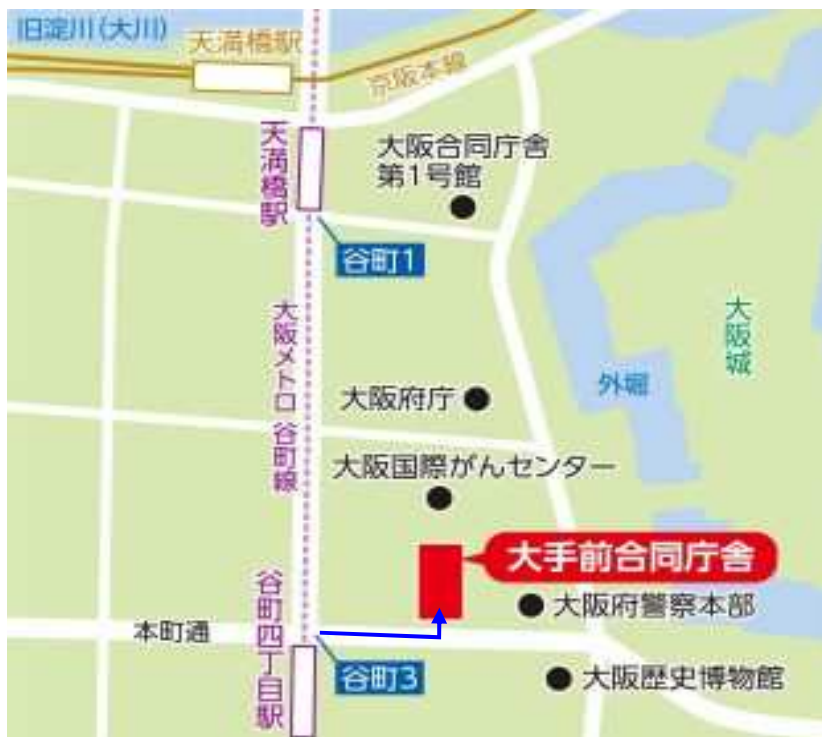 旧淀川(大川)
天満橋駅
京阪本線
天満橋駅
大阪合同庁舎
第1号館
谷町1
大阪メトロ 谷町線
大阪城
外堀
大阪府庁
大阪国際がんセンター
大手前合同庁舎
大阪府警察本部
本町通
谷町四丁目駅
谷町3
大阪歴史博物館